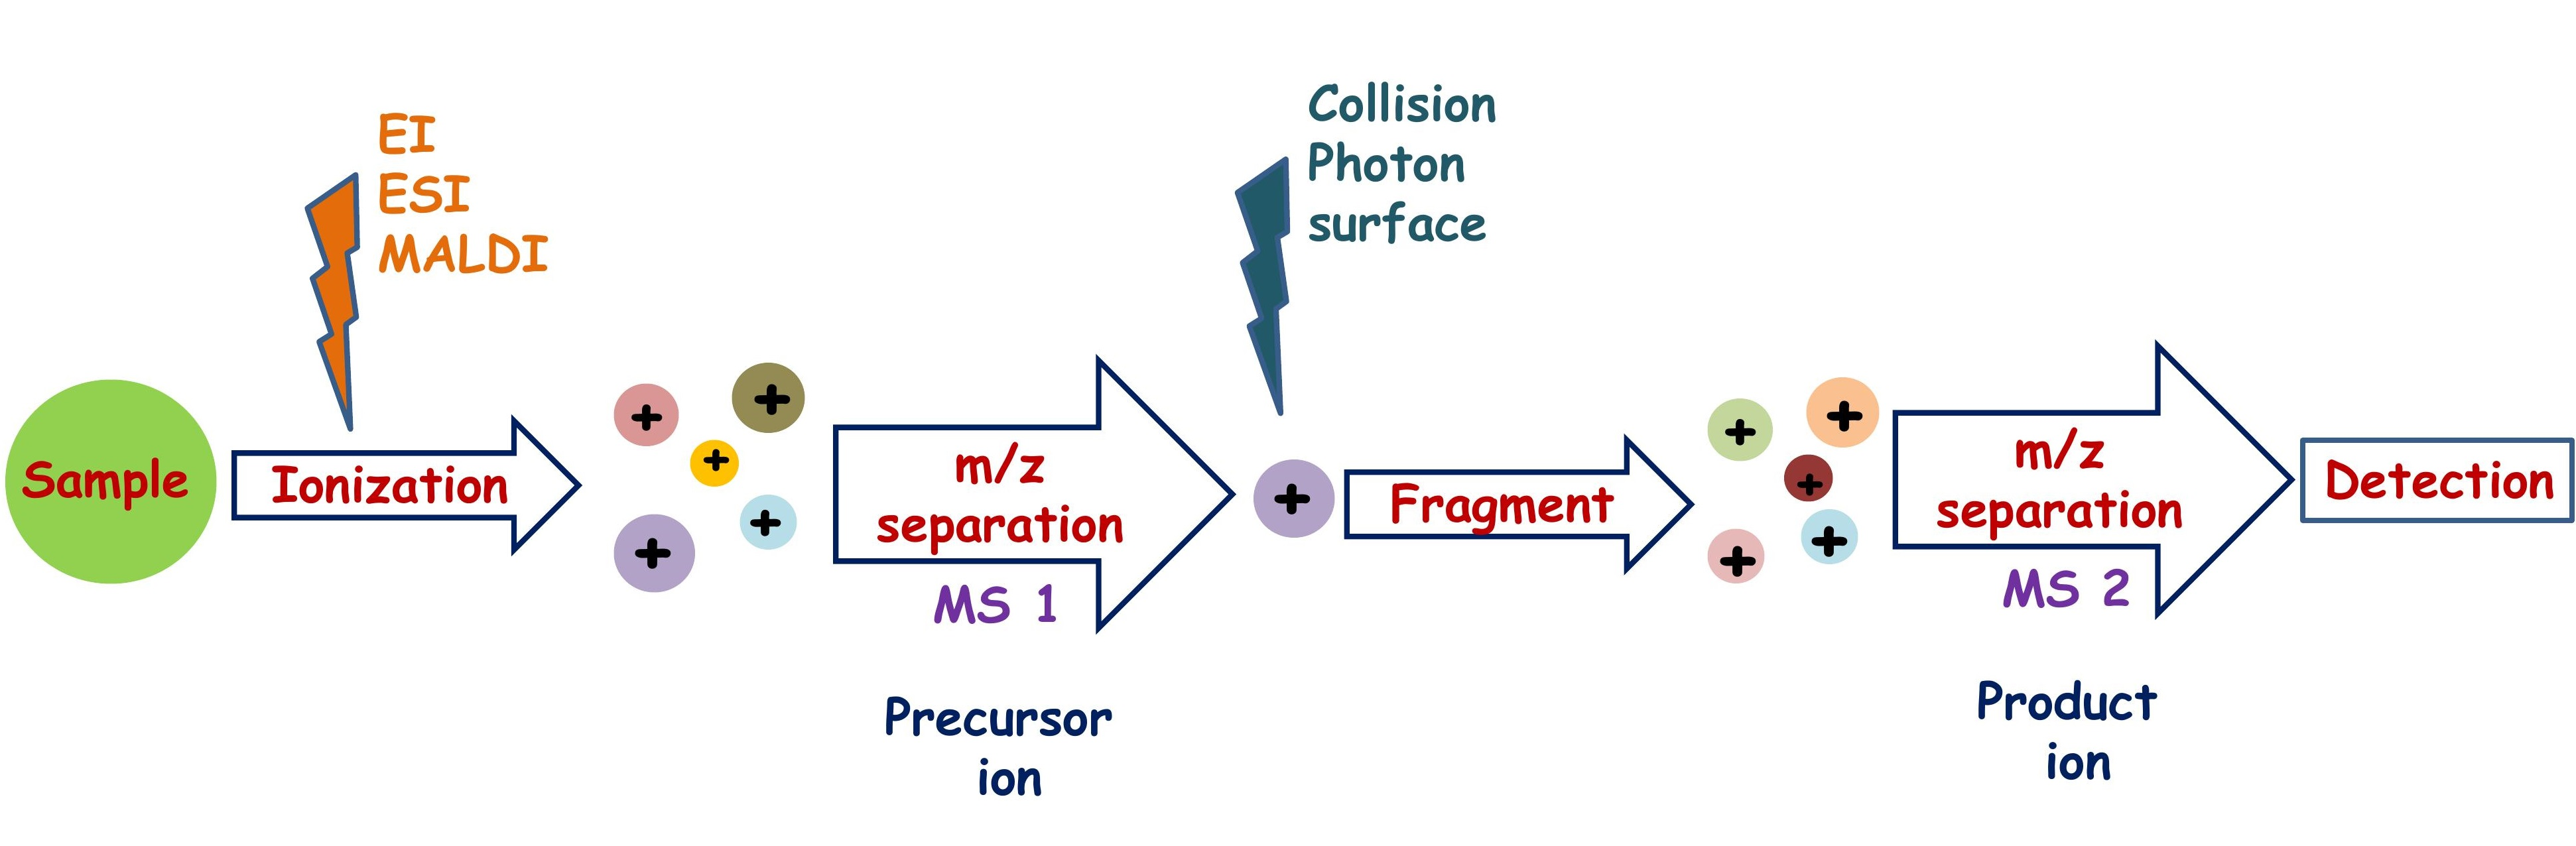 Sample
EI
ESI
MALDI
Ionization
+
+
+
+
+
m/z
separation
MS 1
Precursor
ion
Collision
Photon
surface
+
Fragment
+
+
+
+
+
m/z
separation
MS 2
Product
ion
Detection